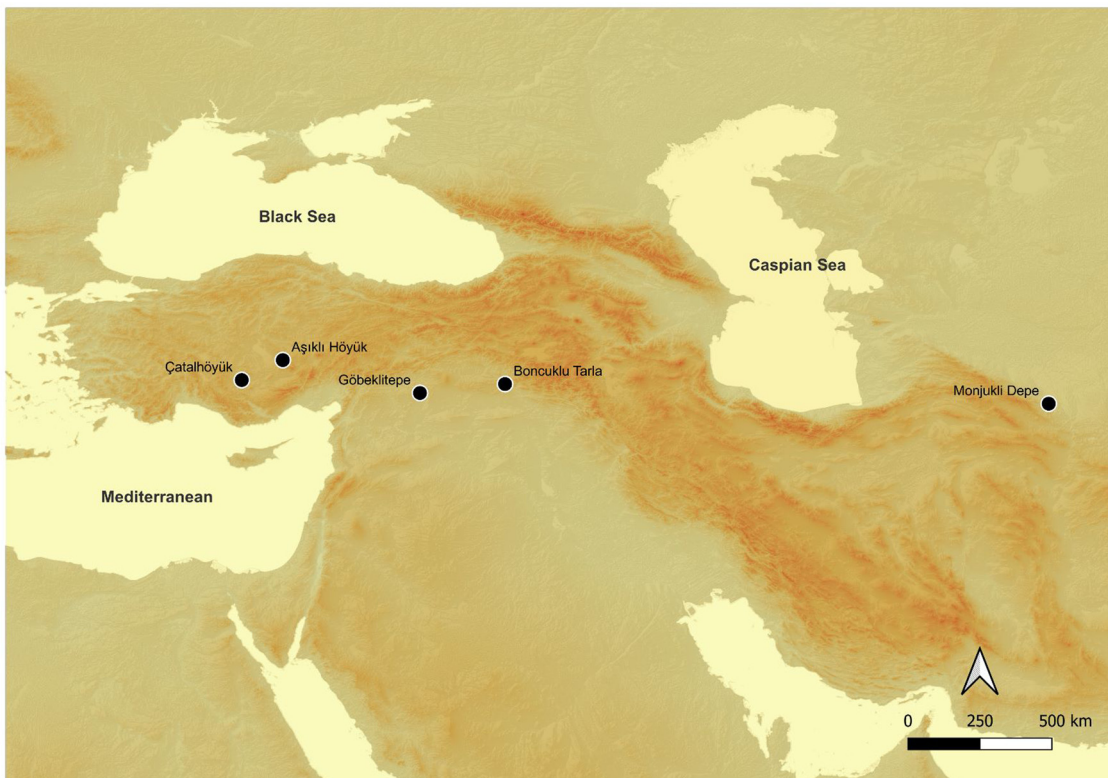 Black Sea
Caspian Sea
Aşıklı Höyük
Çatalhöyük
Göbeklitepe
Boncuklu Tarla
Monjukli Depe
Mediterranean
0 250 500 km